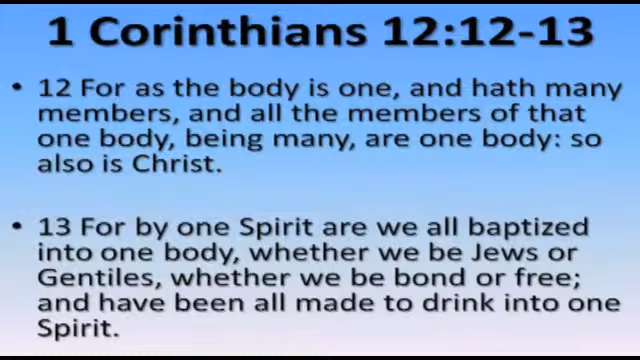 1 Corinthians 12:12-13
• 12 For as the body is one, and hath many
members, and all the members of that
one body, being many, are one body: so
also is Christ.
• 13 For by one Spirit are we all baptized
into one body, whether we be Jews or
Gentiles, whether we be bond or free;
and have been all made to drink into one
Spirit.